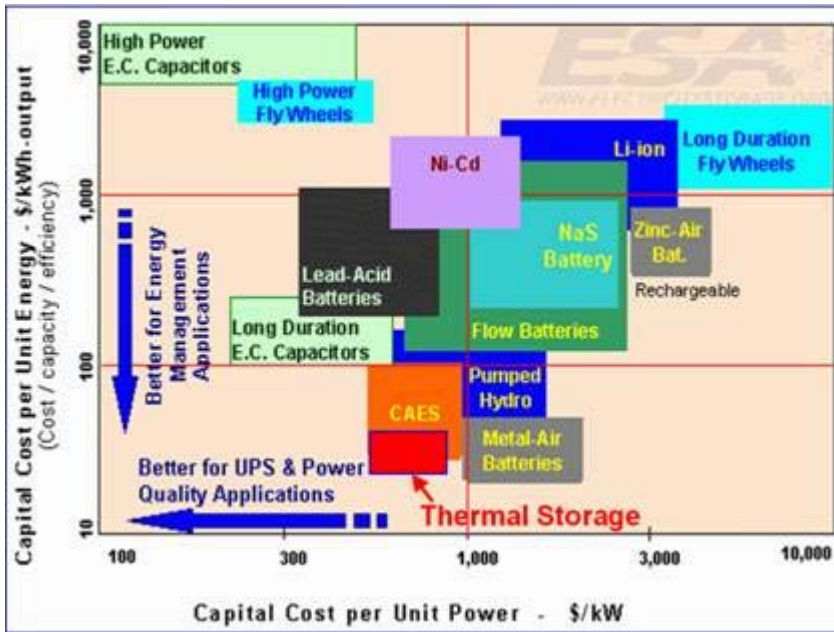 10,000
High Power
E.C. Capacitors
High Power
Fly Wheels
ESA
Long Duration
Fly Wheels
Li-ion
Ni-Cd
1,000
NaS
Battery
Zinc-Air
Bat.
Rechargeable
Lead-Acid
Batteries
Long Duration
E.C. Capacitors
Flow Batteries
100
Pumped
Hydro
CAES
Metal-Air
Batteries
Better for Energy
Management
Applications
Better for UPS & Power
Quality Applications
Thermal Storage
10
Capital Cost per Unit Energy - $/kWh-output
(Cost / capacity / efficiency)
100
300
1,000
3,000
10,000
Capital Cost per Unit Power - $/kW